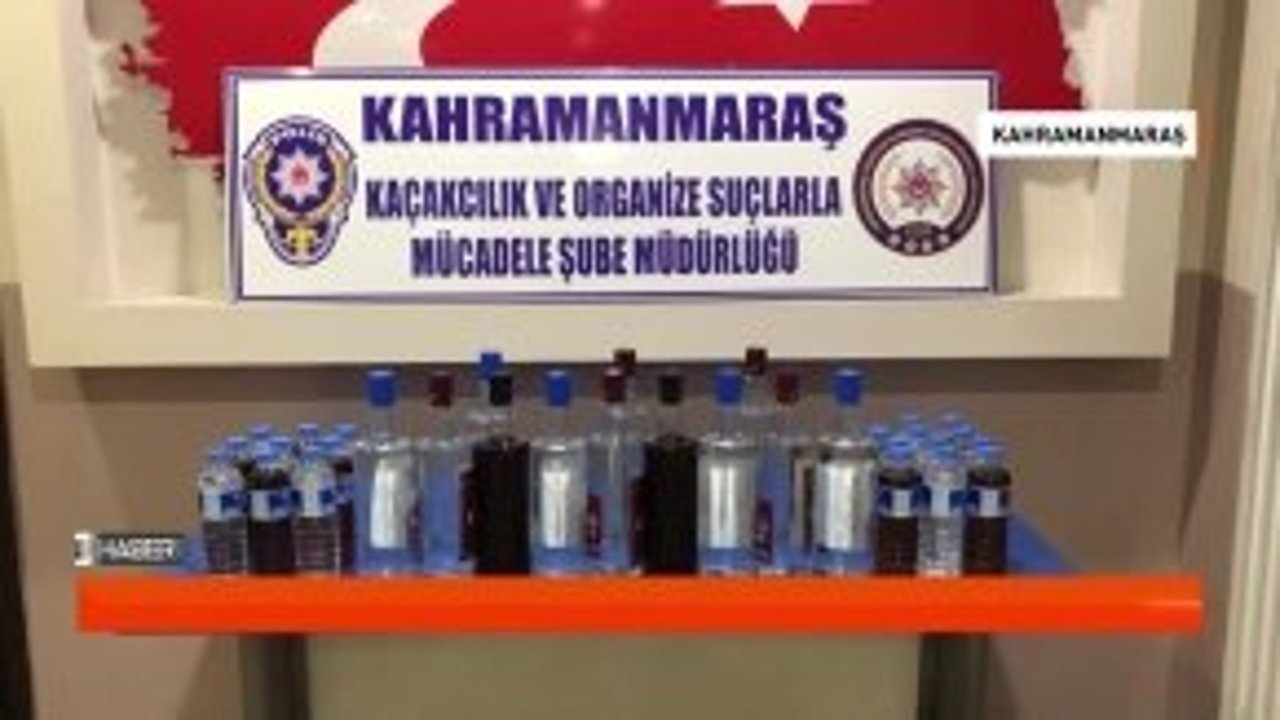 KAHRAMANMARAŞ
KAÇAKCILIK VE ORGANİZE SUÇLARLA
MÜCADELE ŞUBE MÜDÜRLÜĞÜ
KAHRAMANMARAŞ
HABER